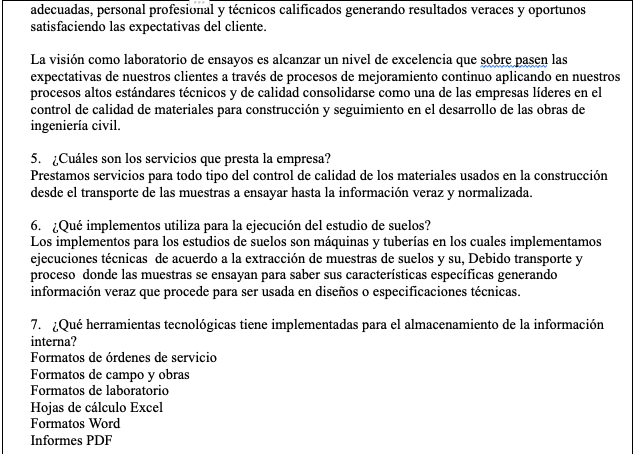 adecuadas, personal profesional y técnicos calificados generando resultados veraces y oportunos
satisfaciendo las expectativas del cliente.
La visión como laboratorio de ensayos es alcanzar un nivel de excelencia que sobre pasen las
expectativas de nuestros clientes a través de procesos de mejoramiento continuo aplicando en nuestros
procesos altos estándares técnicos y de calidad consolidarse como una de las empresas líderes en el
control de calidad de materiales para construcción y seguimiento en el desarrollo de las obras de
ingeniería civil.
5. ¿Cuáles son los servicios que presta la empresa?
Prestamos servicios para todo tipo del control de calidad de los materiales usados en la construcción
desde el transporte de las muestras a ensayar hasta la información veraz y normalizada.
6. ¿Qué implementos utiliza para la ejecución del estudio de suelos?
Los implementos para los estudios de suelos son máquinas y tuberías en los cuales implementamos
ejecuciones técnicas de acuerdo a la extracción de muestras de suelos y su, Debido transporte y
proceso donde las muestras se ensayan para saber sus características específicas generando
información veraz que procede para ser usada en diseños o especificaciones técnicas.
7. ¿Qué herramientas tecnológicas tiene implementadas para el almacenamiento de la información
interna?
Formatos de órdenes de servicio
Formatos de campo y obras
Formatos de laboratorio
Hojas de cálculo Excel
Formatos Word
Informes PDF